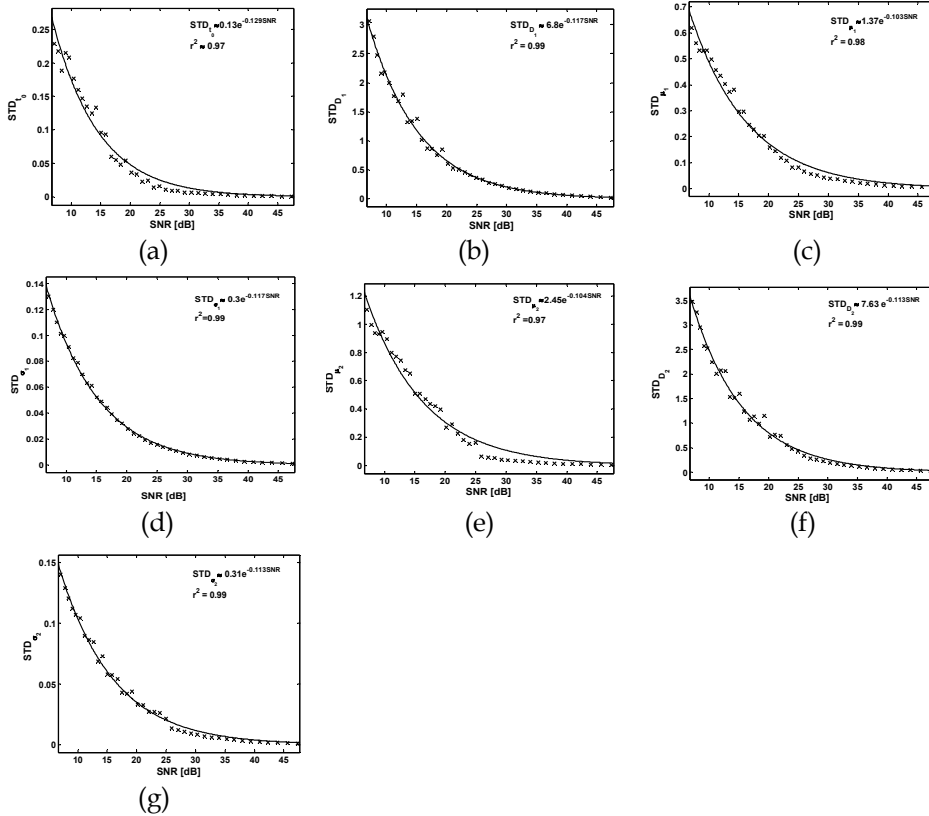 STD_t0 ≈ 0.13e^-0.129SNR
r² ≈ 0.97
0.25
0.2
0.15
0.1
0.05
0
STD_t0
10 15 20 25 30 35 40 45
SNR [dB]
(a)
STD_D1 ≈ 6.8e^-0.117SNR
r² = 0.99
3
2.5
2
1.5
1
0.5
0
STD_D1
10 15 20 25 30 35 40 45
SNR [dB]
(b)
STD_μ1 ≈ 1.37e^-0.103SNR
r² = 0.98
0.7
0.6
0.5
0.4
0.3
0.2
0.1
0
STD_μ1
10 15 20 25 30 35 40 45
SNR [dB]
(c)
STD_σ1 ≈ 0.3e^-0.117SNR
r² =0.99
0.14
0.12
0.1
0.08
0.06
0.04
0.02
0
STD_σ1
10 15 20 25 30 35 40 45
SNR [dB]
(d)
STD_μ2 ≈2.45e^-0.104SNR
r² =0.97
1.2
1
0.8
0.6
0.4
0.2
0
STD_μ2
10 15 20 25 30 35 40 45
SNR [dB]
(e)
STD_D2 ≈ 7.63 e^-0.113SNR
r² = 0.99
3.5
3
2.5
2
1.5
1
0.5
0
STD_D2
10 15 20 25 30 35 40 45
SNR [dB]
(f)
STD_σ2 ≈ 0.31e^-0.113SNR
r² = 0.99
0.15
0.1
0.05
0
STD_σ2
10 15 20 25 30 35 40 45
SNR [dB]
(g)